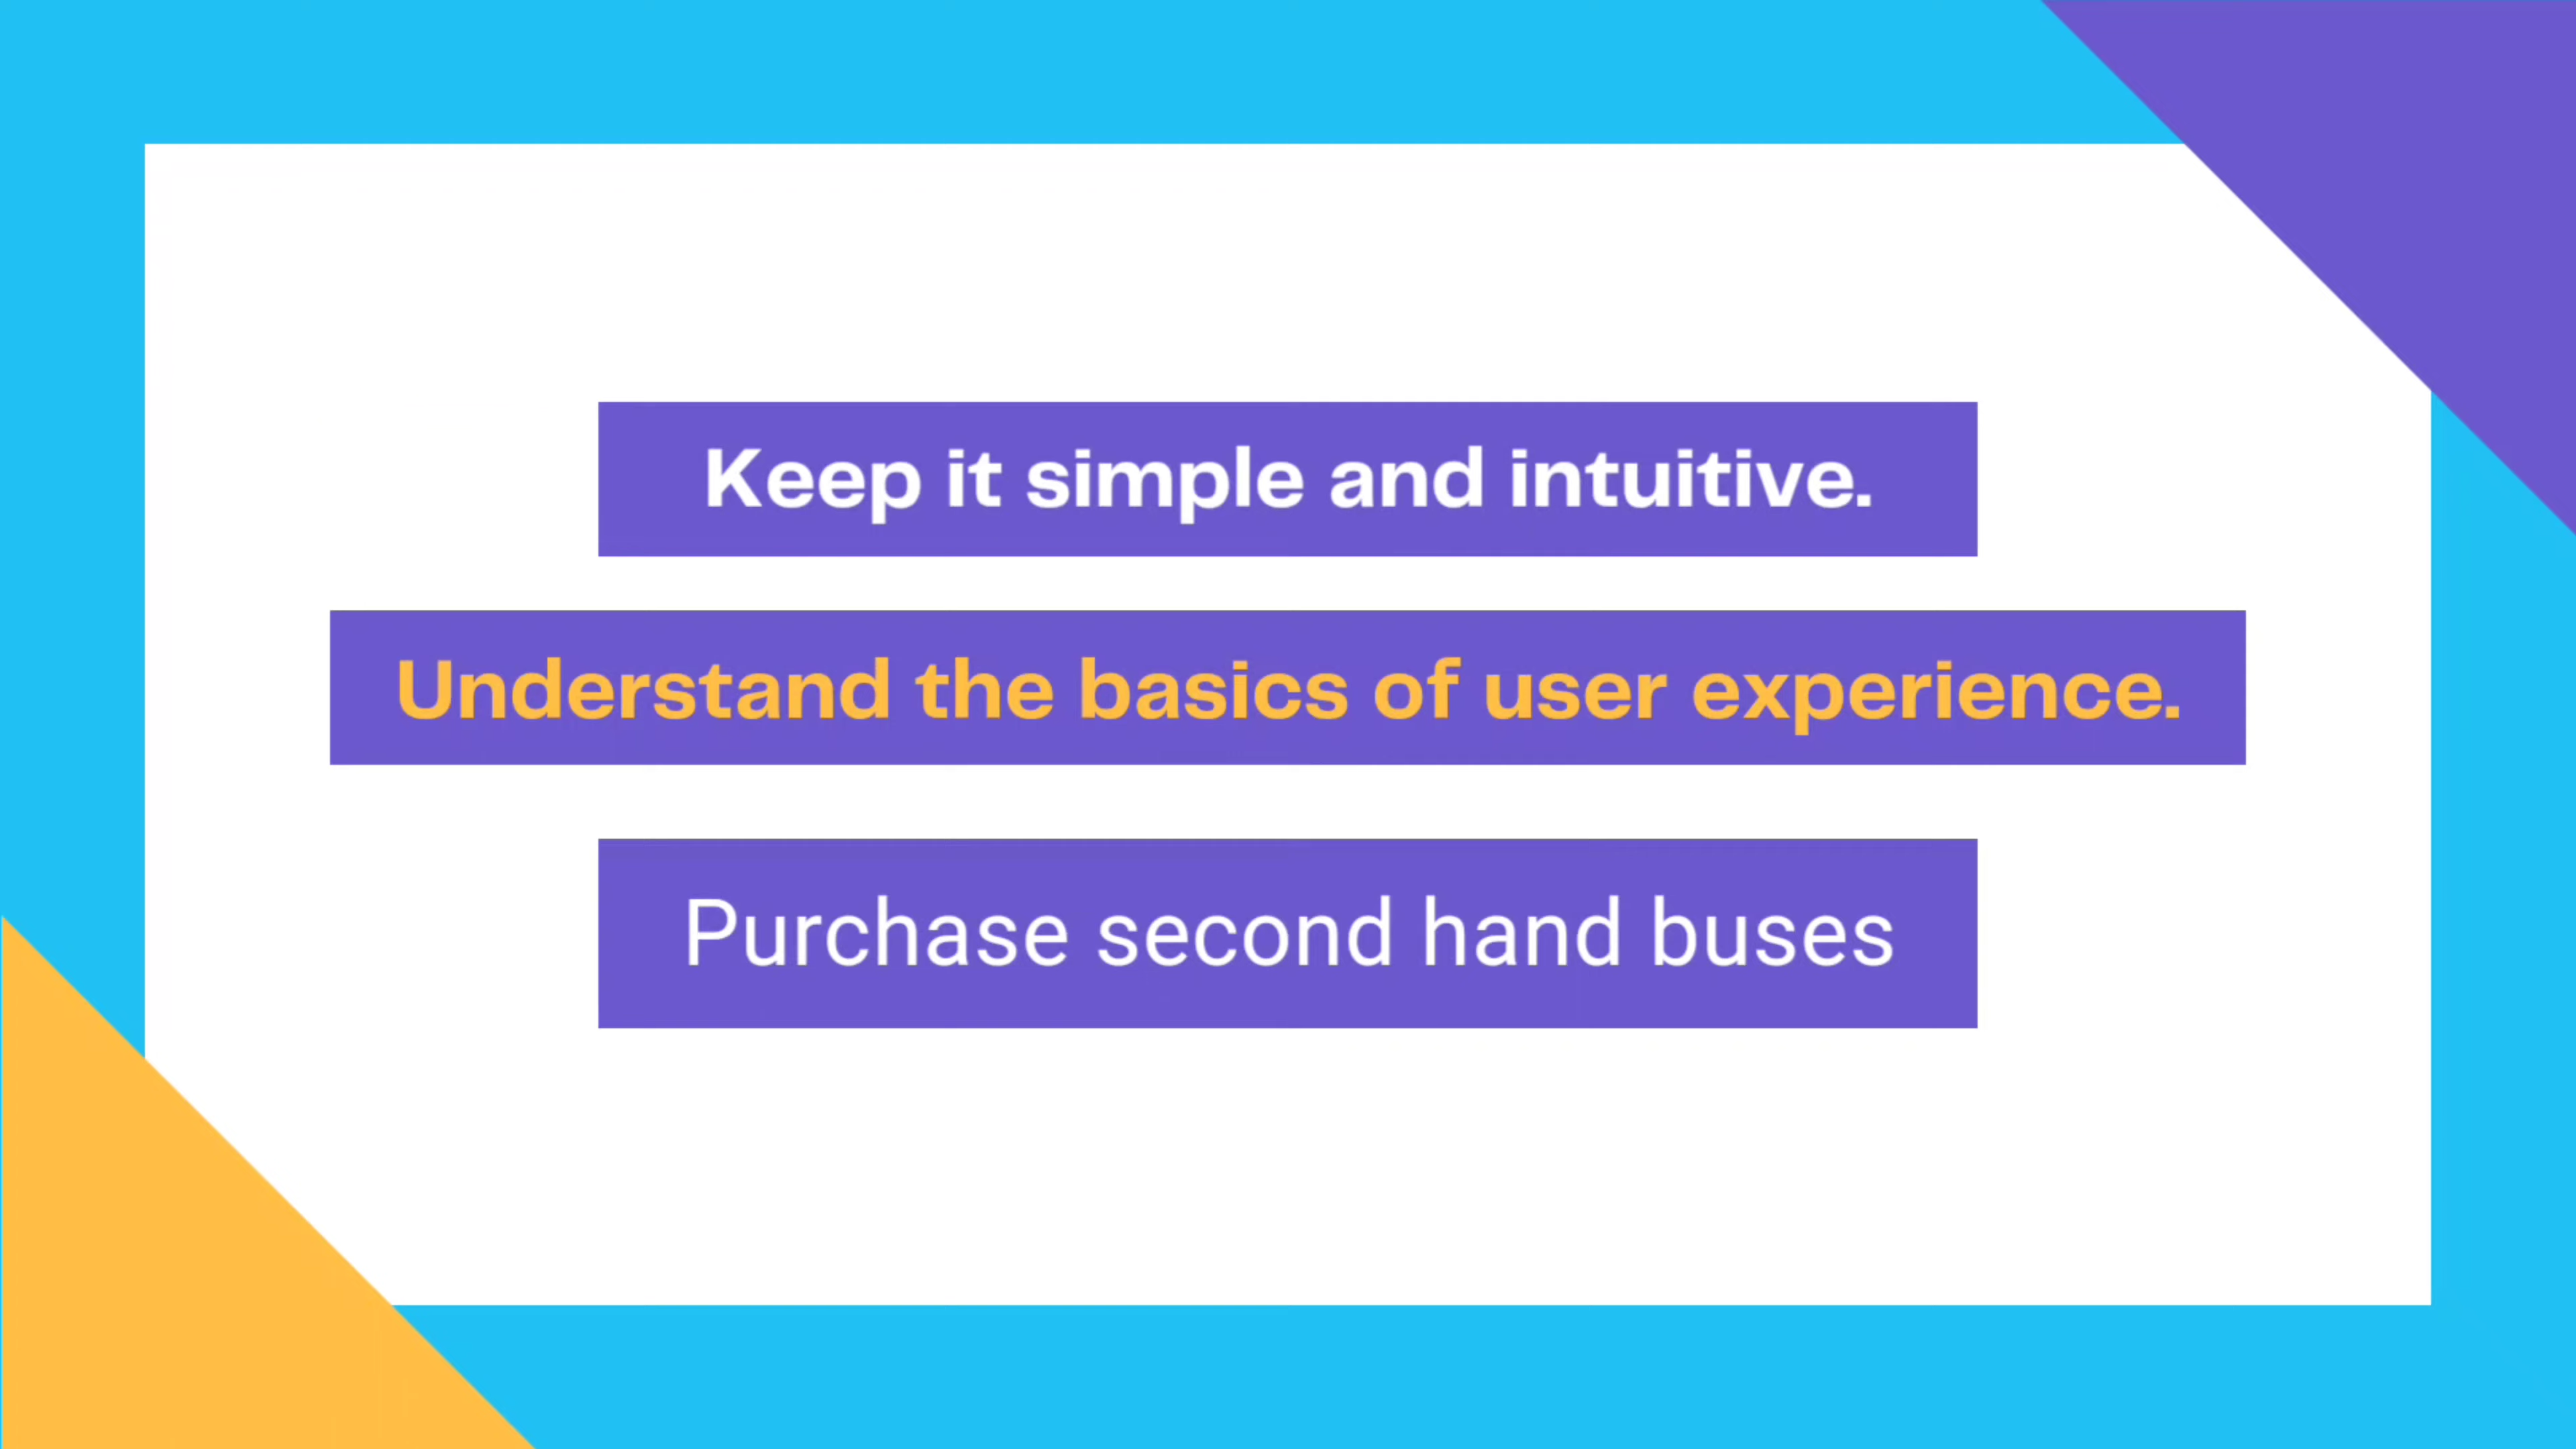 Keep it simple and intuitive.
Understand the basics of user experience.
Purchase second hand buses